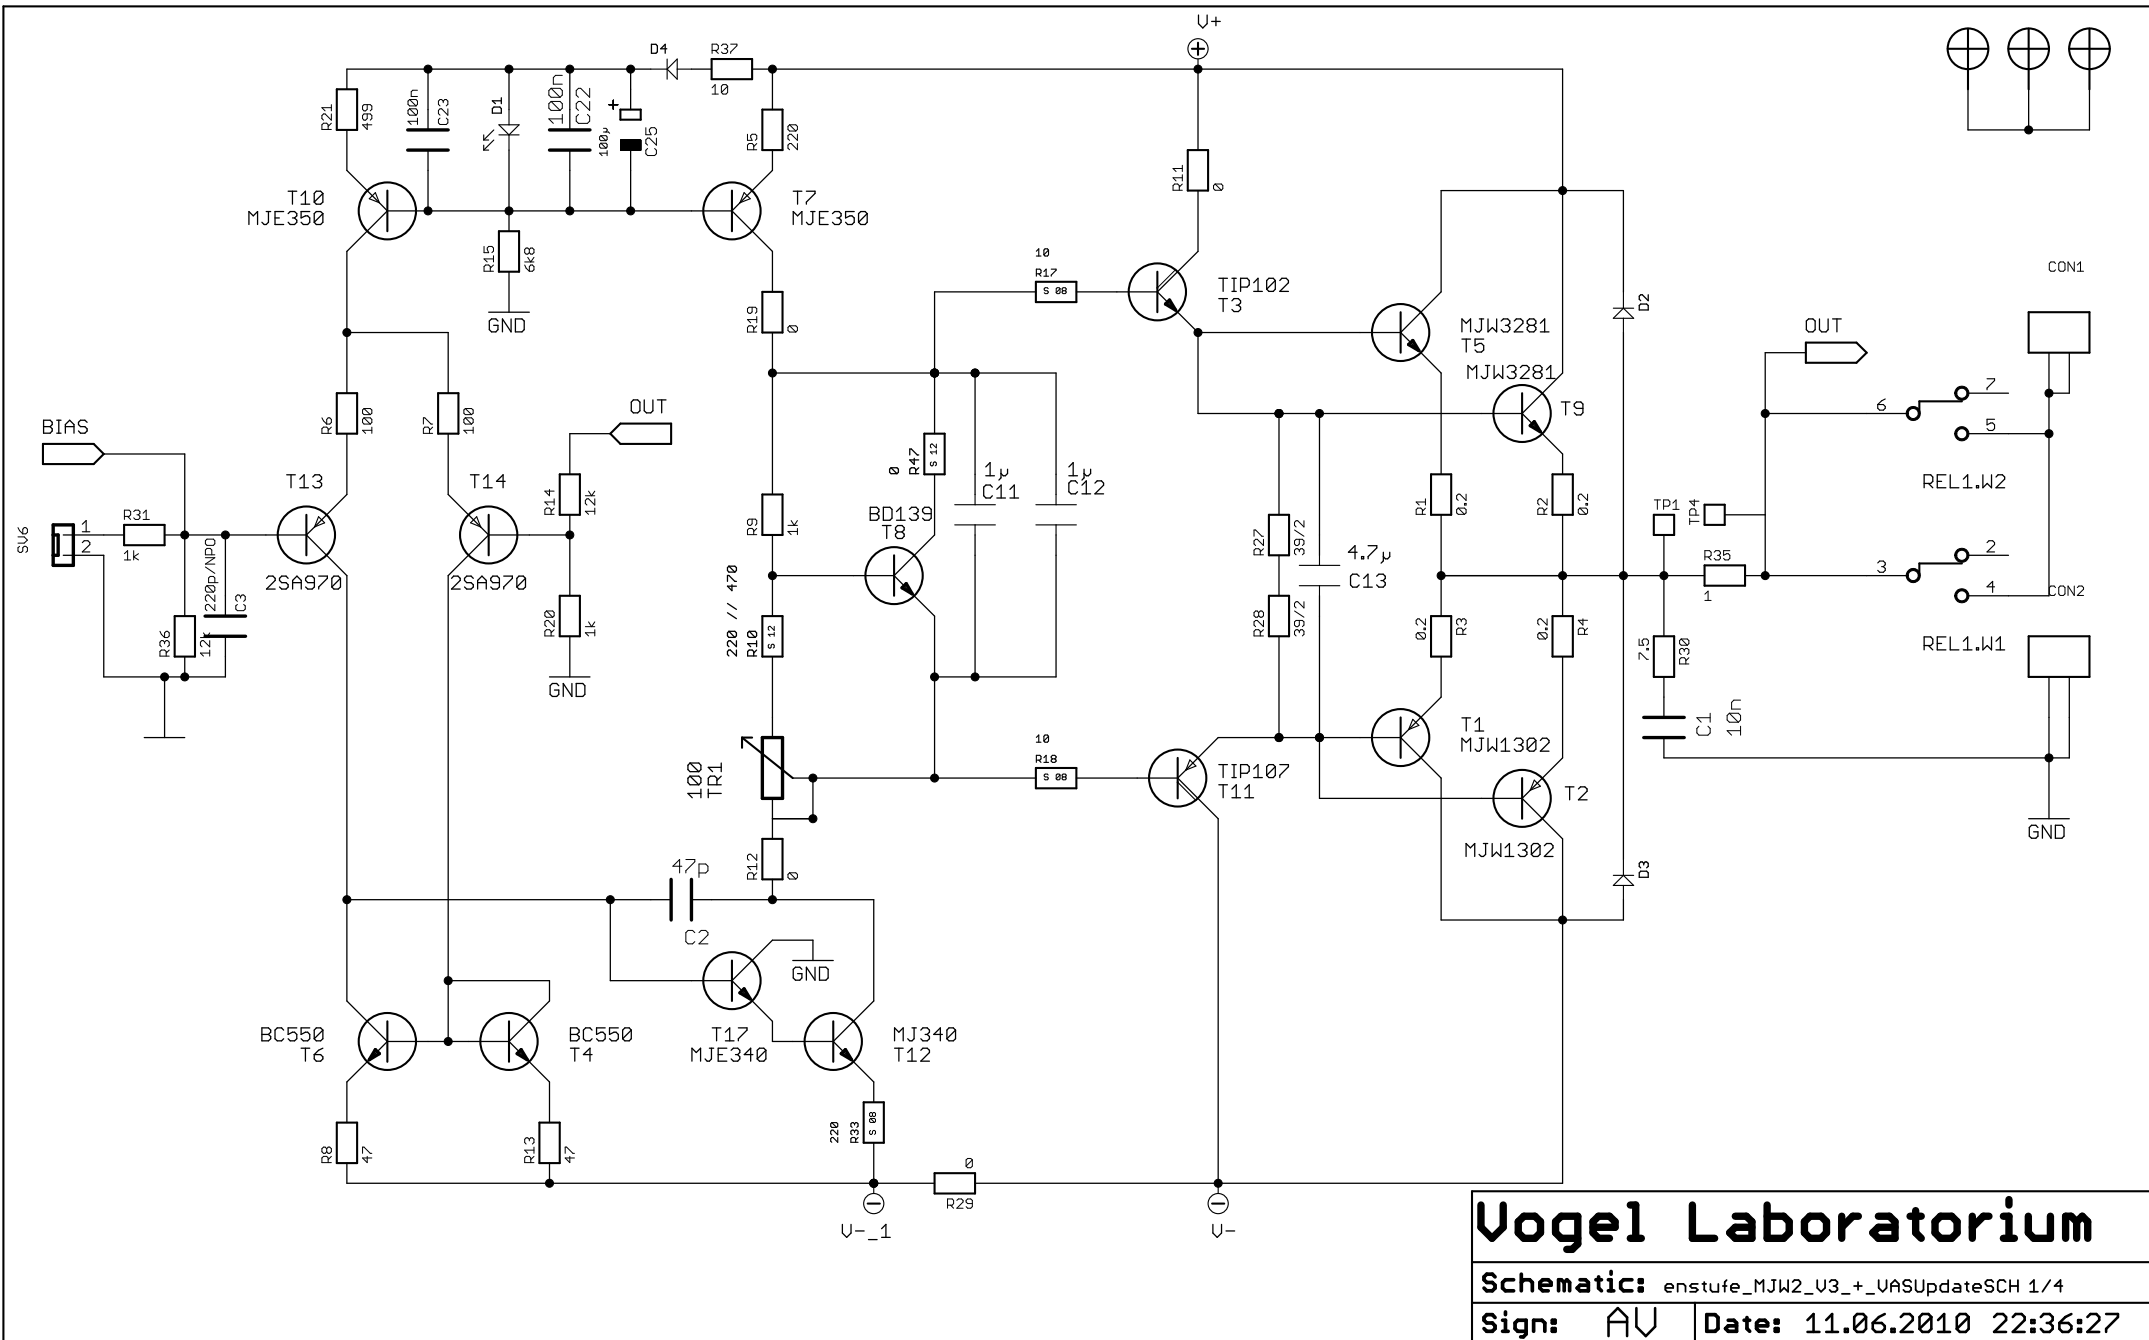 V+
D4
R37
10
R21
499
100n
C23
D1
100n
C22
+
100µ
C25
R5
220
R11
0
T10
MJE350
T7
MJE350
R15
6k8
GND
10
R17
S 08
TIP102
T3
R19
0
MJW3281
T5
MJW3281
T9
D2
CON1
OUT
7
6
5
REL1.W2
BIAS
R6
100
R7
100
OUT
T13
T14
R14
12k
0
R47
S 12
1µ
C11
1µ
C12
R1
0.2
R2
0.2
TP1
TP4
SV6
1
2
R31
1k
2SA970
2SA970
R9
1k
BD139
T8
R27
39/2
4.7µ
C13
R35
1
2
3
4
CON2
220p/NPO
C3
R36
12k
R20
1k
GND
220 // 470
R10
S 12
R28
39/2
0.2
R3
0.2
R4
7.5
R30
REL1.W1
C1
10n
100
TR1
10
R18
S 08
TIP107
T11
T1
MJW1302
T2
MJW1302
GND
D3
47p
C2
R12
0
GND
BC550
T6
BC550
T4
T17
MJE340
MJ340
T12
R8
47
R13
47
220
R33
S 08
0
R29
V-_1
V-
Vogel Laboratorium
Schematic: enstufe_MJW2_V3_+_VASUpdateSCH 1/4
Sign: AV Date: 11.06.2010 22:36:27